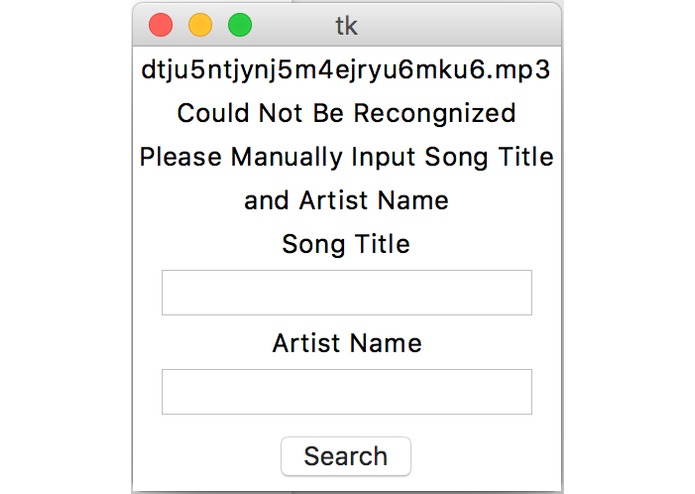 tk
dtju5ntjynj5m4ejryu6mku6.mp3
Could Not Be Recongnized
Please Manually Input Song Title
and Artist Name
Song Title
Artist Name
Search